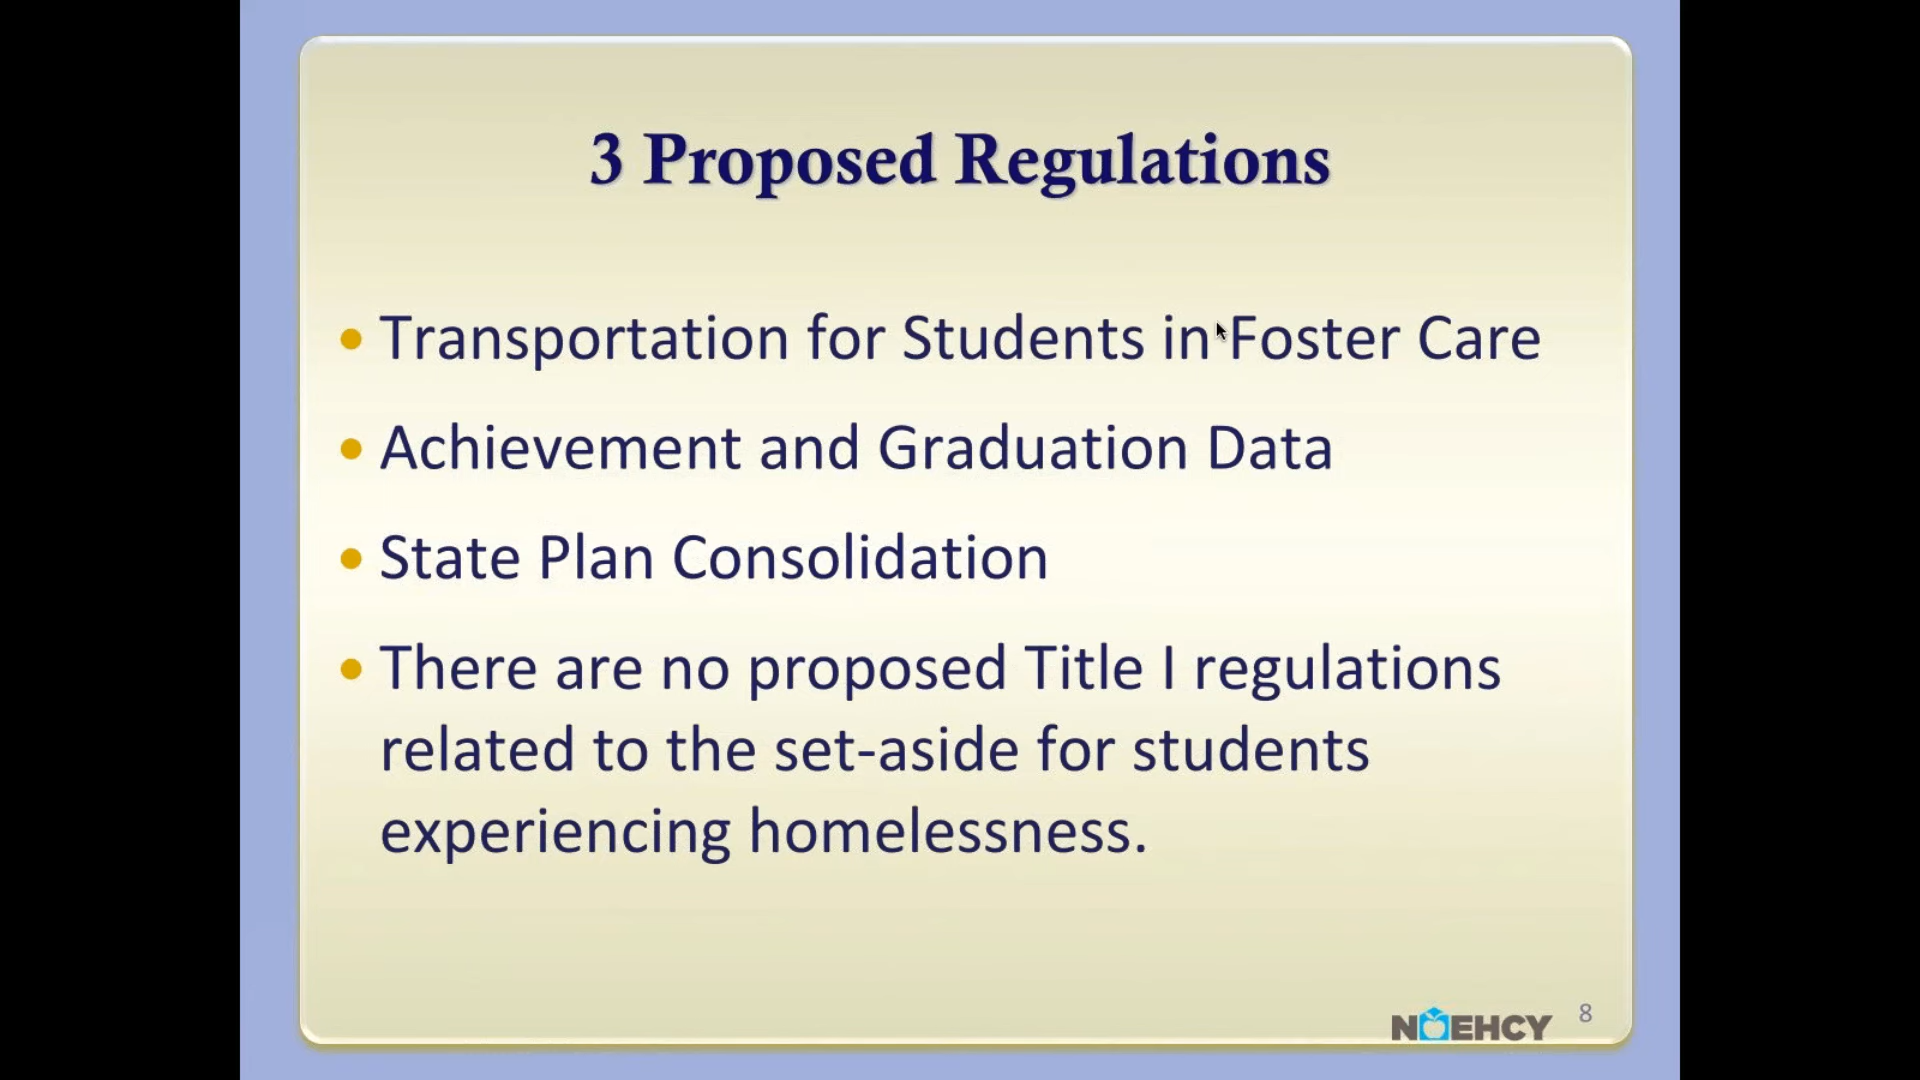 3 Proposed Regulations
• Transportation for Students in Foster Care
• Achievement and Graduation Data
• State Plan Consolidation
• There are no proposed Title I regulations
related to the set-aside for students
experiencing homelessness.
NAEHCY 8